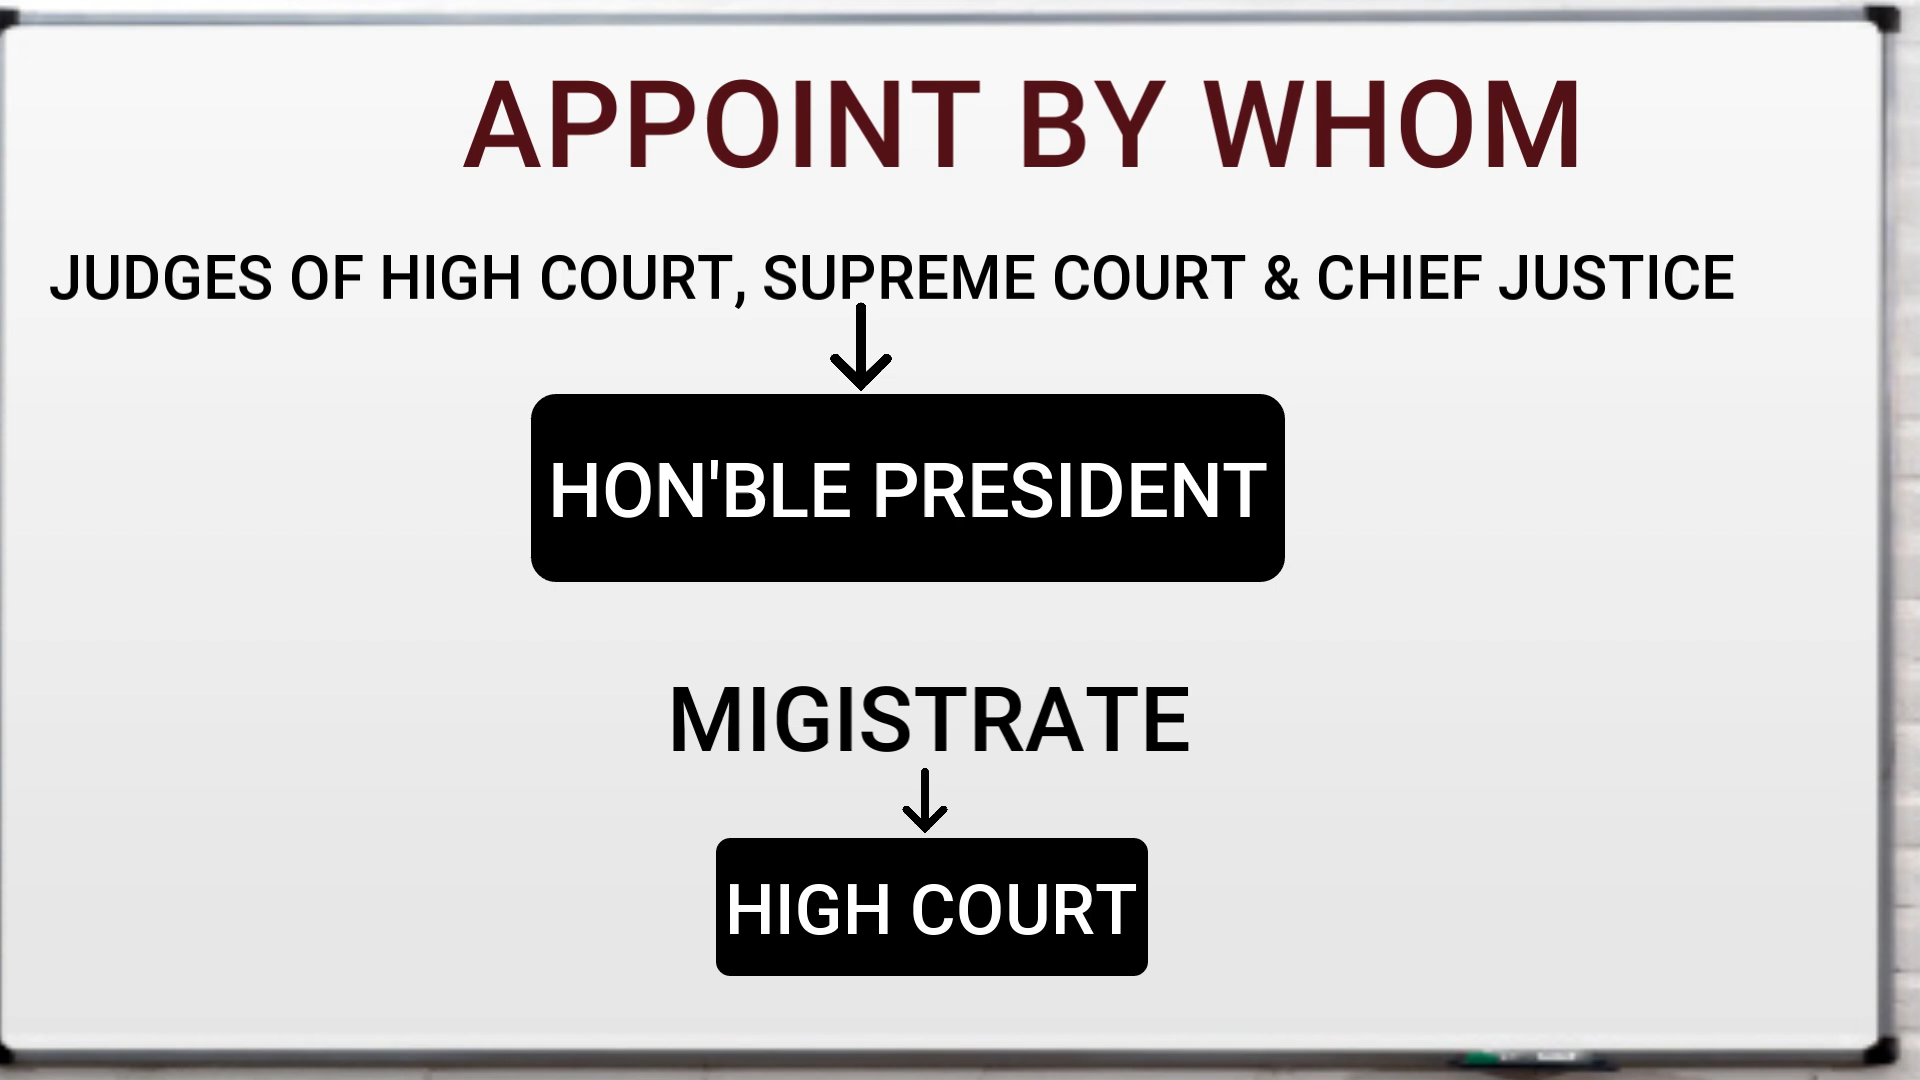 APPOINT BY WHOM
JUDGES OF HIGH COURT, SUPREME COURT & CHIEF JUSTICE
HON'BLE PRESIDENT
MIGISTRATE
HIGH COURT